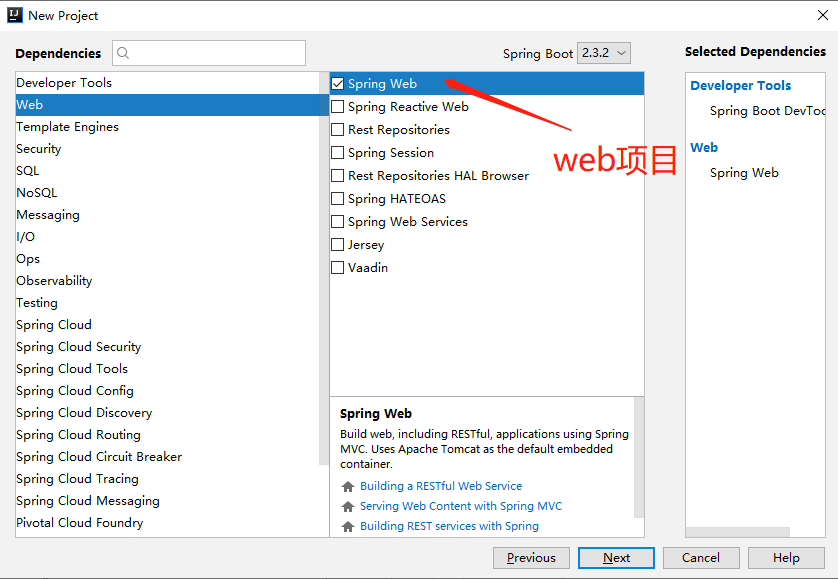 New Project
Dependencies
Spring Boot 2.3.2
Selected Dependencies
Developer Tools
Web
Template Engines
Security
SQL
NoSQL
Messaging
I/O
Ops
Observability
Testing
Spring Cloud
Spring Cloud Security
Spring Cloud Tools
Spring Cloud Config
Spring Cloud Discovery
Spring Cloud Routing
Spring Cloud Circuit Breaker
Spring Cloud Tracing
Spring Cloud Messaging
Pivotal Cloud Foundry
Spring Web
Spring Reactive Web
Rest Repositories
Spring Session
Rest Repositories HAL Browser
Spring HATEOAS
Spring Web Services
Jersey
Vaadin
web项目
Spring Web
Build web, including RESTful, applications using Spring
MVC. Uses Apache Tomcat as the default embedded
container.
Building a RESTful Web Service
Serving Web Content with Spring MVC
Building REST services with Spring
Developer Tools
Spring Boot DevToo
Web
Spring Web
Previous
Next
Cancel
Help